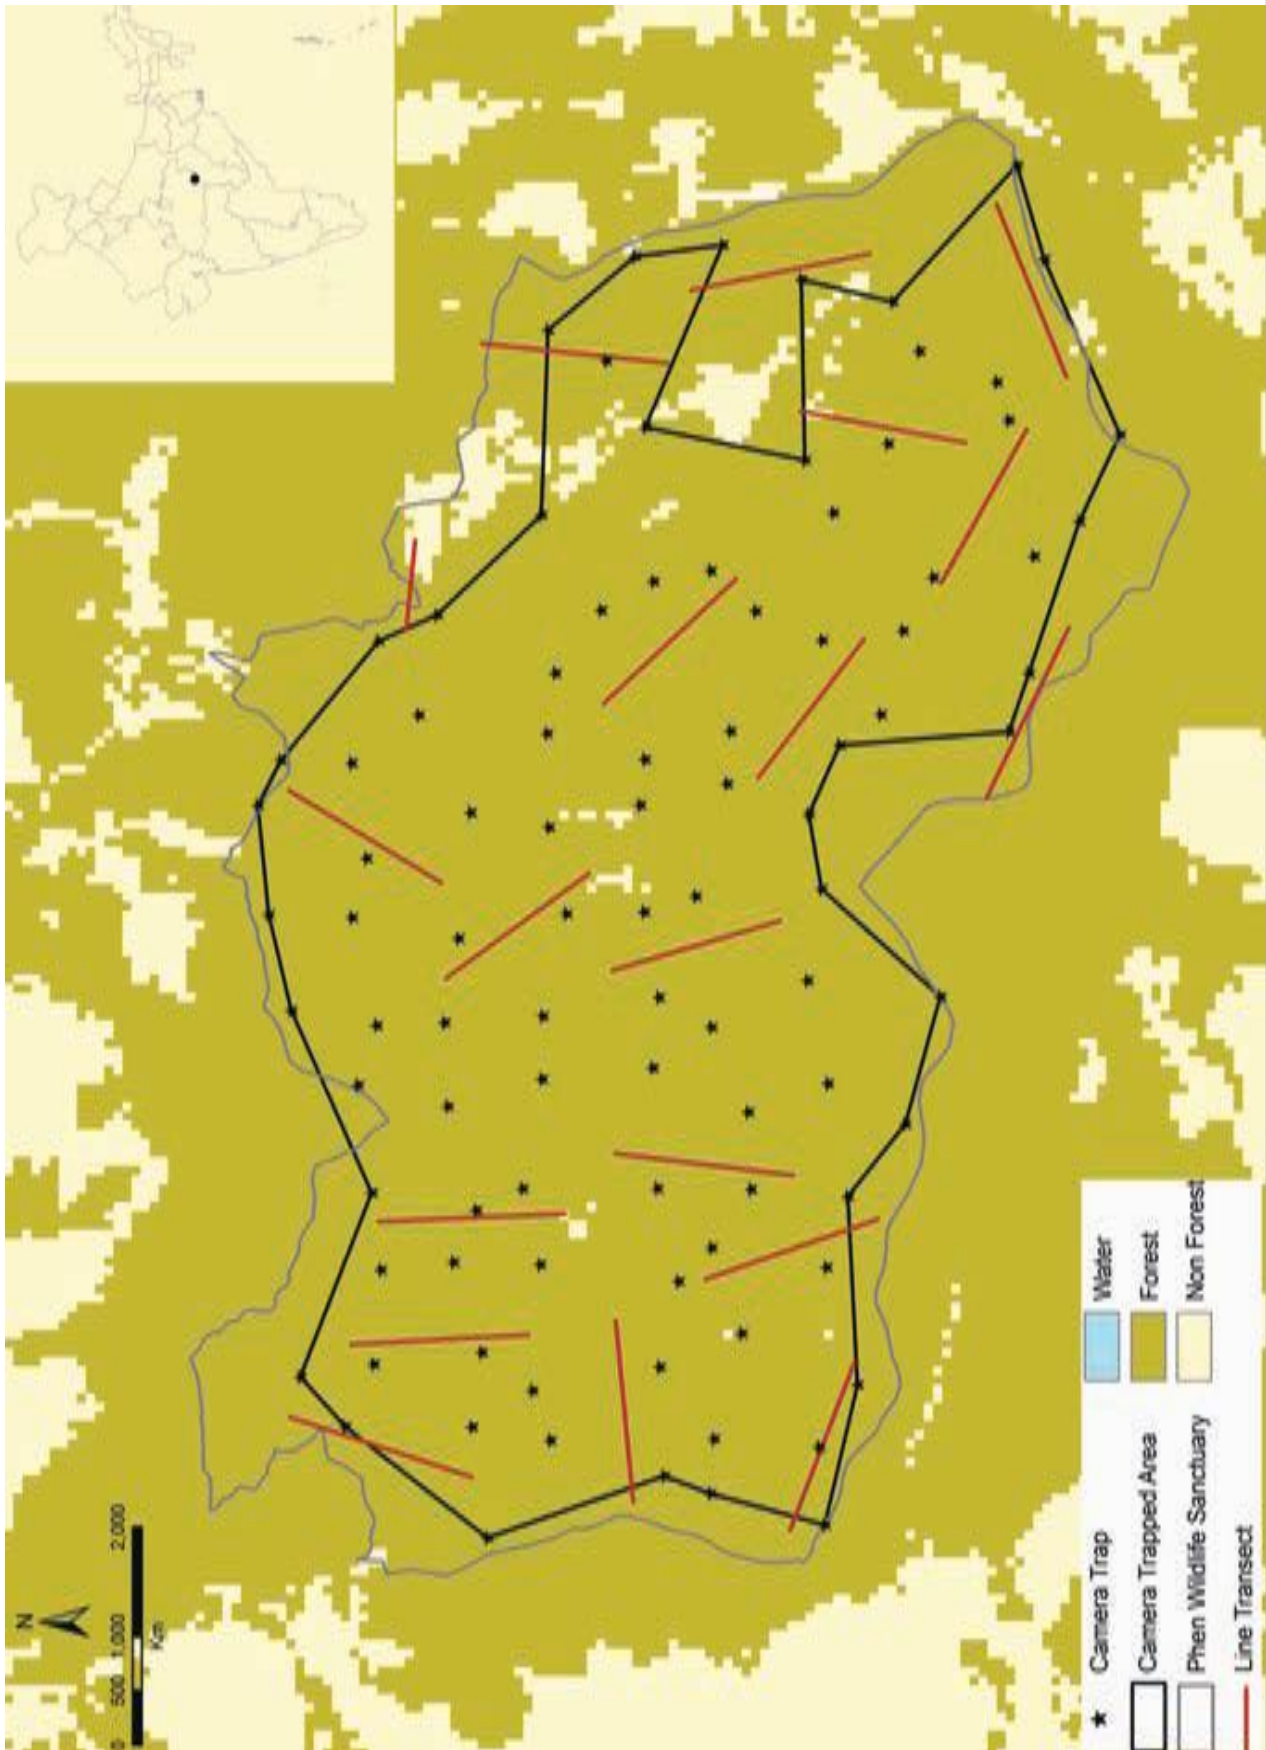 N
0 500 1,000 2,000
Km
Camera Trap
Camera Trapped Area
Phen Wildlife Sanctuary
Line Transect
Water
Forest
Non Forest